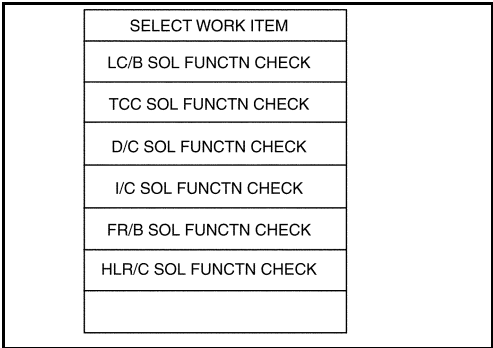 SELECT WORK ITEM
LC/B SOL FUNCTN CHECK
TCC SOL FUNCTN CHECK
D/C SOL FUNCTN CHECK
I/C SOL FUNCTN CHECK
FR/B SOL FUNCTN CHECK
HLR/C SOL FUNCTN CHECK